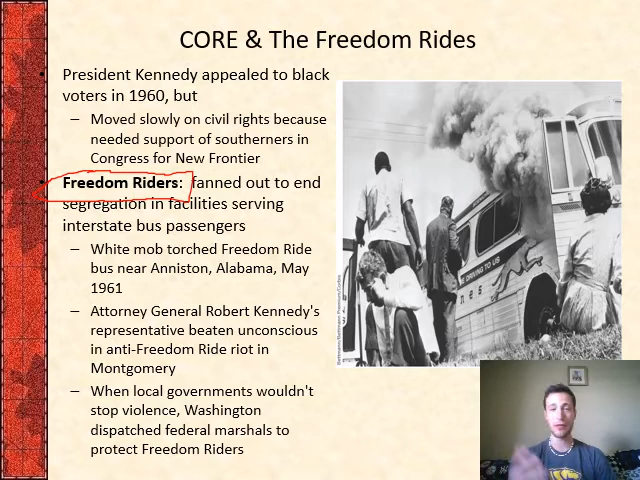 CORE & The Freedom Rides
President Kennedy appealed to black
voters in 1960, but
– Moved slowly on civil rights because
needed support of southerners in
Congress for New Frontier
Freedom Riders: fanned out to end
segregation in facilities serving
interstate bus passengers
– White mob torched Freedom Ride
bus near Anniston, Alabama, May
1961
– Attorney General Robert Kennedy's
representative beaten unconscious
in anti-Freedom Ride riot in
Montgomery
– When local governments wouldn't
stop violence, Washington
dispatched federal marshals to
protect Freedom Riders
DRIVING TO US